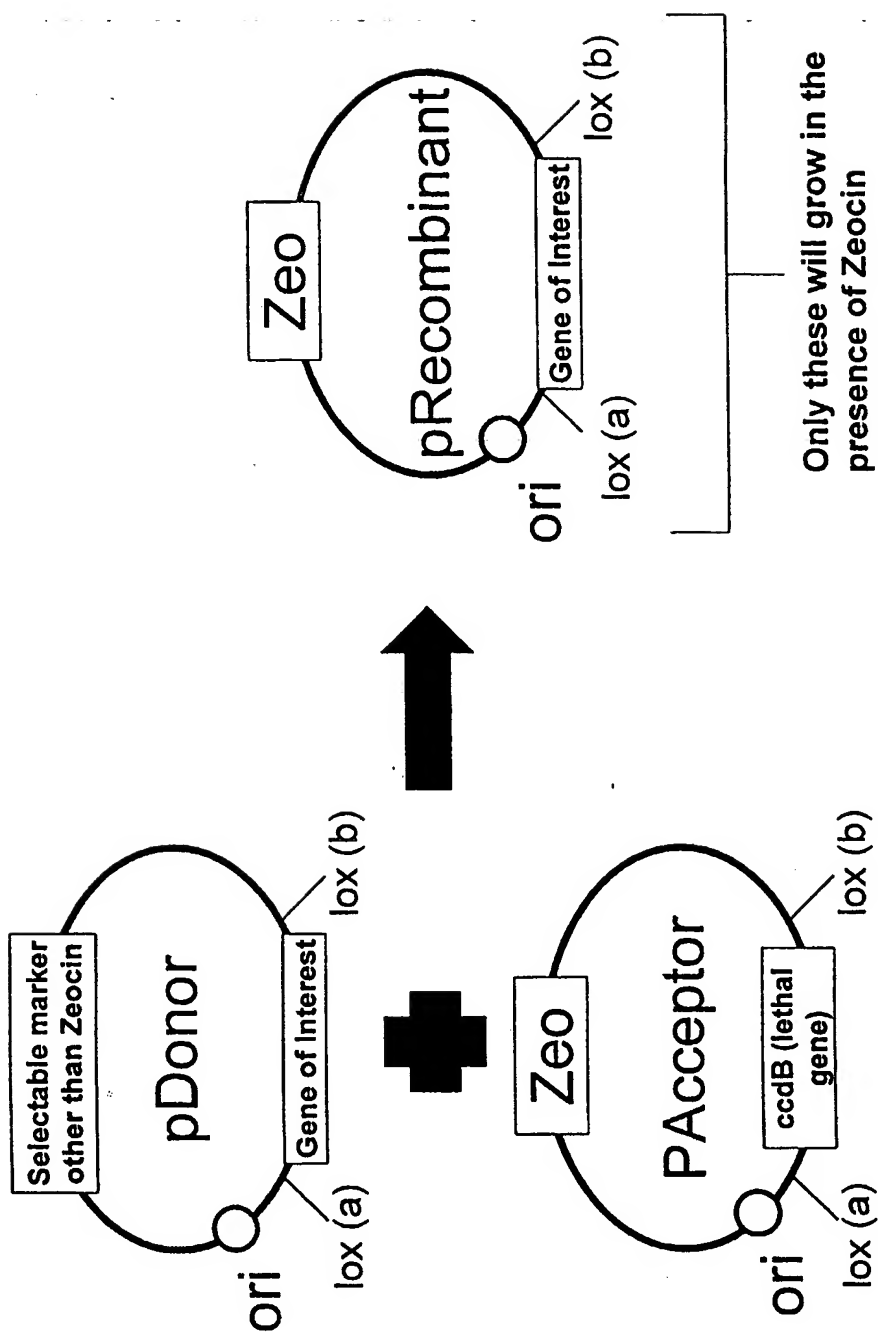 Selectable marker
other than Zeocin
pDonor
ori
lox (a)
Gene of Interest
lox (b)
Zeo
PAcceptor
ori
lox (a)
ccdB (lethal
gene)
lox (b)
Zeo
pRecombinant
ori
lox (a)
Gene of Interest
lox (b)
Only these will grow in the
presence of Zeocin